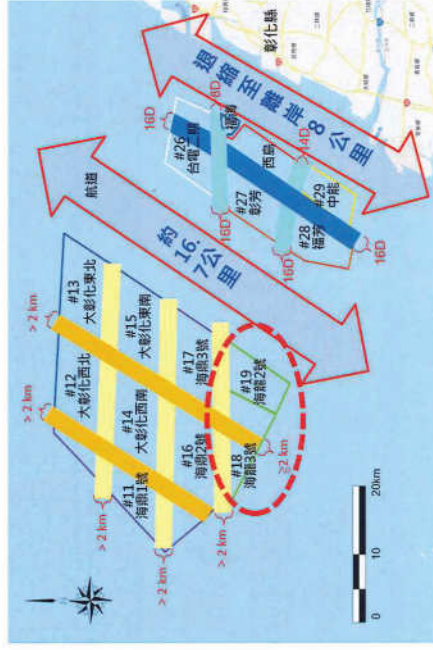 > 2 km
> 2 km
#13
大彰化東北
#12
大彰化西北
#11
海鼎1號
> 2 km
#15
大彰化東南
#14
大彰化西南
> 2 km
#17
海鼎3號
#16
海鼎2號
> 2 km
#19
海龍2號
#18
海龍3號
≧2 km
航道
約16.7公里
16D
#26
台電二期
8D
福海
#27
彰芳
16D
西島
14D
#28
福芳
16D
#29
中能
16D
退縮至離岸8公里
彰化縣
0
10
20km